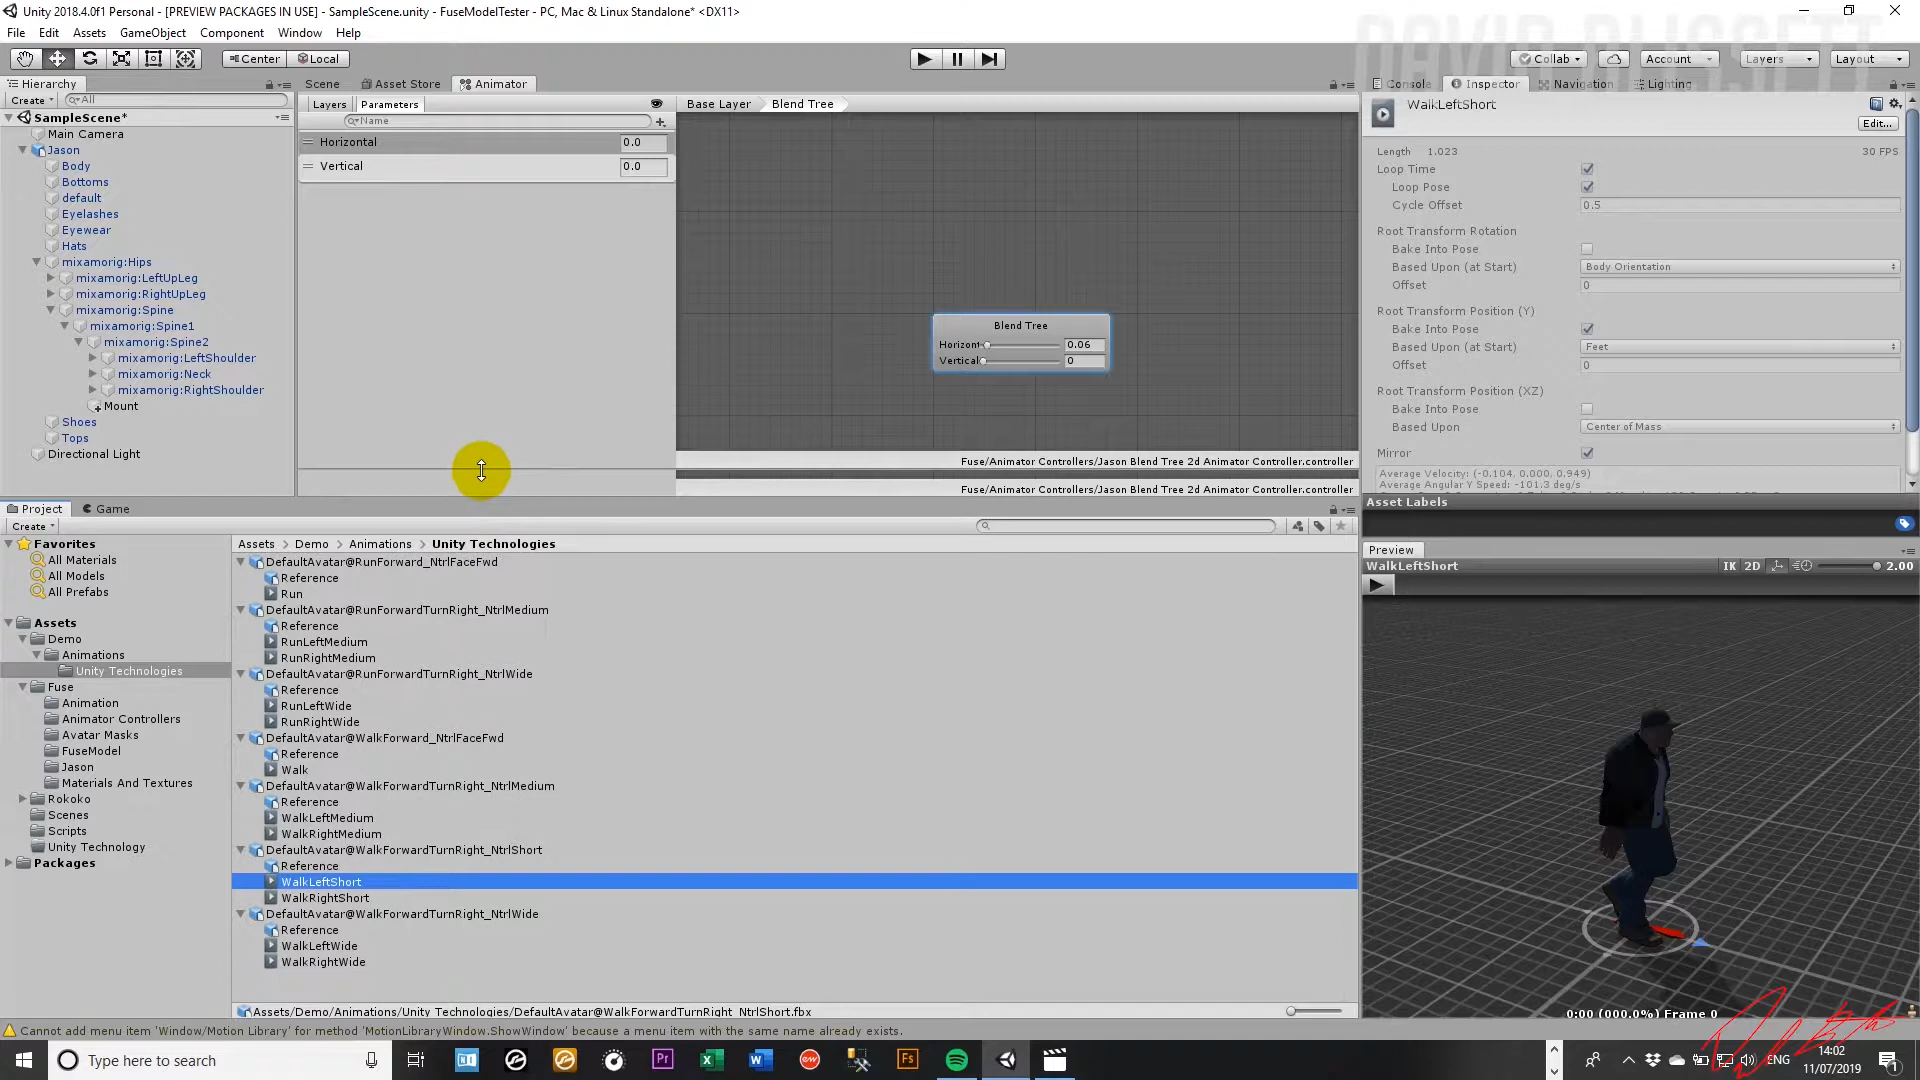 Unity 2018.4.0f1 Personal - [PREVIEW PACKAGES IN USE] - SampleScene.unity - FuseModelTester - PC, Mac & Linux Standalone* <DX11>
DAVID BLISSETT
File Edit Assets GameObject Component Window Help
Center Local Collab Account Layers Layout
Hierarchy Scene Asset Store Animator Console Inspector Navigation Lighting
Create All
Layers Parameters
Base Layer Blend Tree
Name
SampleScene*
Main Camera
Jason
Body
Bottoms
default
Eyelashes
Eyewear
Hats
mixamorig:Hips
mixamorig:LeftUpLeg
mixamorig:RightUpLeg
mixamorig:Spine
mixamorig:Spine1
mixamorig:Spine2
mixamorig:LeftShoulder
mixamorig:Neck
mixamorig:RightShoulder
Mount
Shoes
Tops
Directional Light
Horizontal 0.0
Vertical 0.0
Blend Tree
Horizont 0.06
Vertical 0
Fuse/Animator Controllers/Jason Blend Tree 2d Animator Controller.controller
Fuse/Animator Controllers/Jason Blend Tree 2d Animator Controller.controller
WalkLeftShort
Edit...
Length 1.023 30 FPS
Loop Time
Loop Pose
Cycle Offset 0.5
Root Transform Rotation
Bake Into Pose
Based Upon (at Start) Body Orientation
Offset 0
Root Transform Position (Y)
Bake Into Pose
Based Upon (at Start) Feet
Offset 0
Root Transform Position (XZ)
Bake Into Pose
Based Upon Center of Mass
Mirror
Average Velocity: (-0.104, 0.000, 0.949)
Average Angular Y Speed: -101.3 deg/s
Asset Labels
Preview
WalkLeftShort IK 2D 2.00
0:00 (000.0%) Frame 0
Project Game
Create
Favorites
All Materials
All Models
All Prefabs
Assets
Demo
Animations
Unity Technologies
Fuse
Animation
Animator Controllers
Avatar Masks
FuseModel
Jason
Materials And Textures
Rokoko
Scenes
Scripts
Unity Technology
Packages
Assets Demo Animations Unity Technologies
DefaultAvatar@RunForward_NtrlFaceFwd
Reference
Run
DefaultAvatar@RunForwardTurnRight_NtrlMedium
Reference
RunLeftMedium
RunRightMedium
DefaultAvatar@RunForwardTurnRight_NtrlWide
Reference
RunLeftWide
RunRightWide
DefaultAvatar@WalkForward_NtrlFaceFwd
Reference
Walk
DefaultAvatar@WalkForwardTurnRight_NtrlMedium
Reference
WalkLeftMedium
WalkRightMedium
DefaultAvatar@WalkForwardTurnRight_NtrlShort
Reference
WalkLeftShort
WalkRightShort
DefaultAvatar@WalkForwardTurnRight_NtrlWide
Reference
WalkLeftWide
WalkRightWide
Assets/Demo/Animations/Unity Technologies/DefaultAvatar@WalkForwardTurnRight_NtrlShort.fbx
Cannot add menu item 'Window/Motion Library' for method 'MotionLibraryWindow.ShowWindow' because a menu item with the same name already exists.
Type here to search
Pr
Fs
ENG
14:02
11/07/2019
1